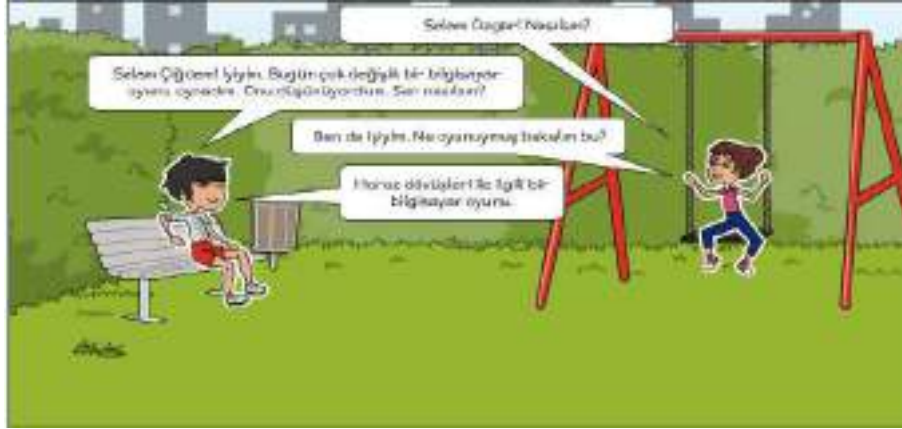 Selam Özgür! Nasılsın?
Selam Çiğdem! İyiyim. Bugün çok değişik bir bilgisayar
oyunu oynadım. Onu düşünüyordum. Sen nasılsın?
Ben de iyiyim. Ne oyunuymuş bakalım bu?
Horoz dövüşleri ile ilgili bir
bilgisayar oyunu.